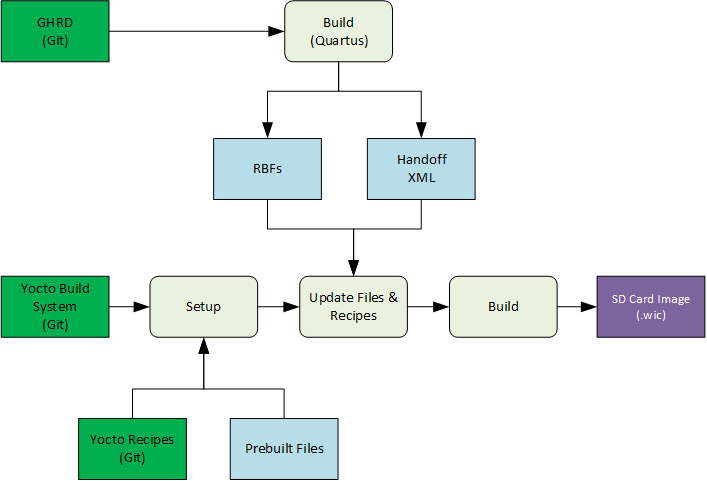 GHRD
(Git)
Build
(Quartus)
RBFs
Handoff
XML
Yocto Build
System
(Git)
Setup
Update Files &
Recipes
Build
SD Card Image
(.wic)
Yocto Recipes
(Git)
Prebuilt Files